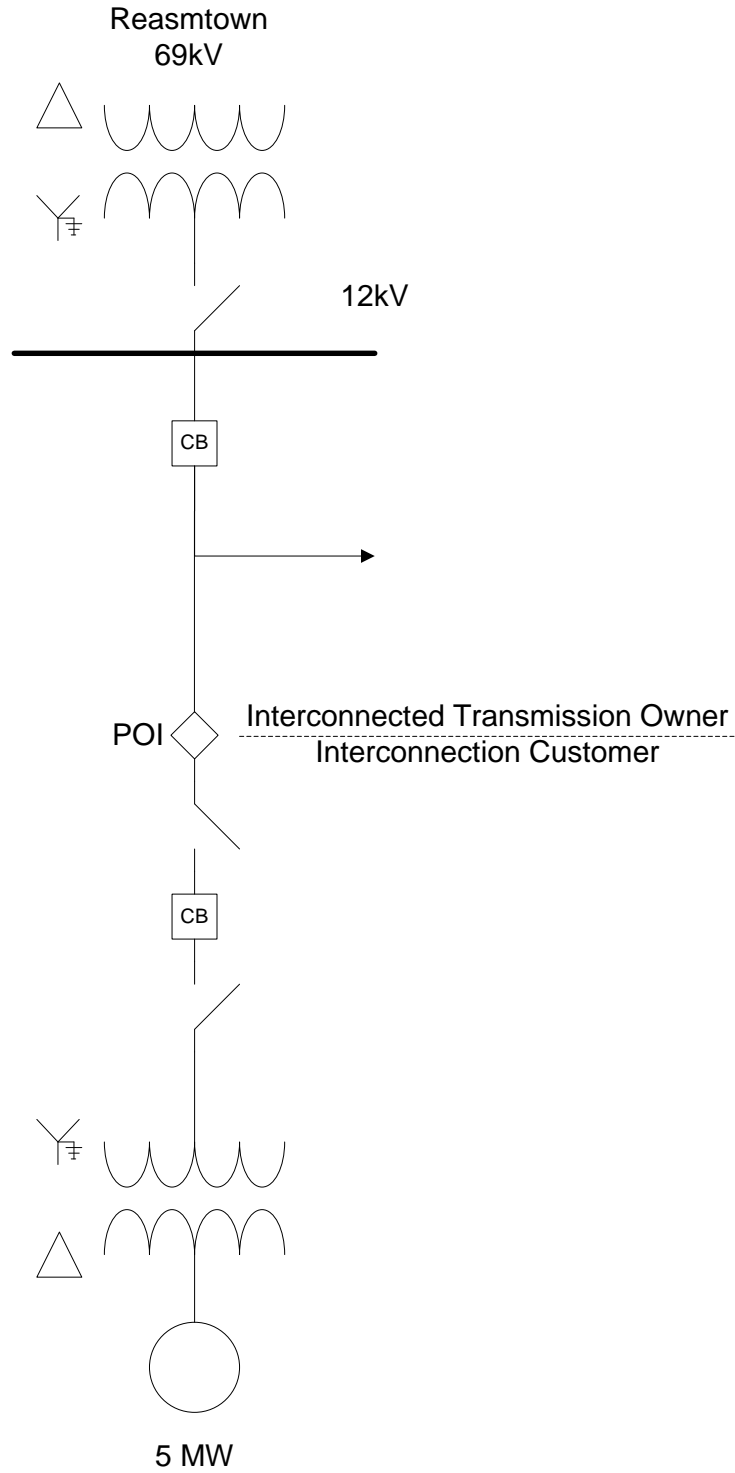 Reasmtown
69kV
12kV
CB
POI
Interconnected Transmission Owner
Interconnection Customer
CB
5 MW